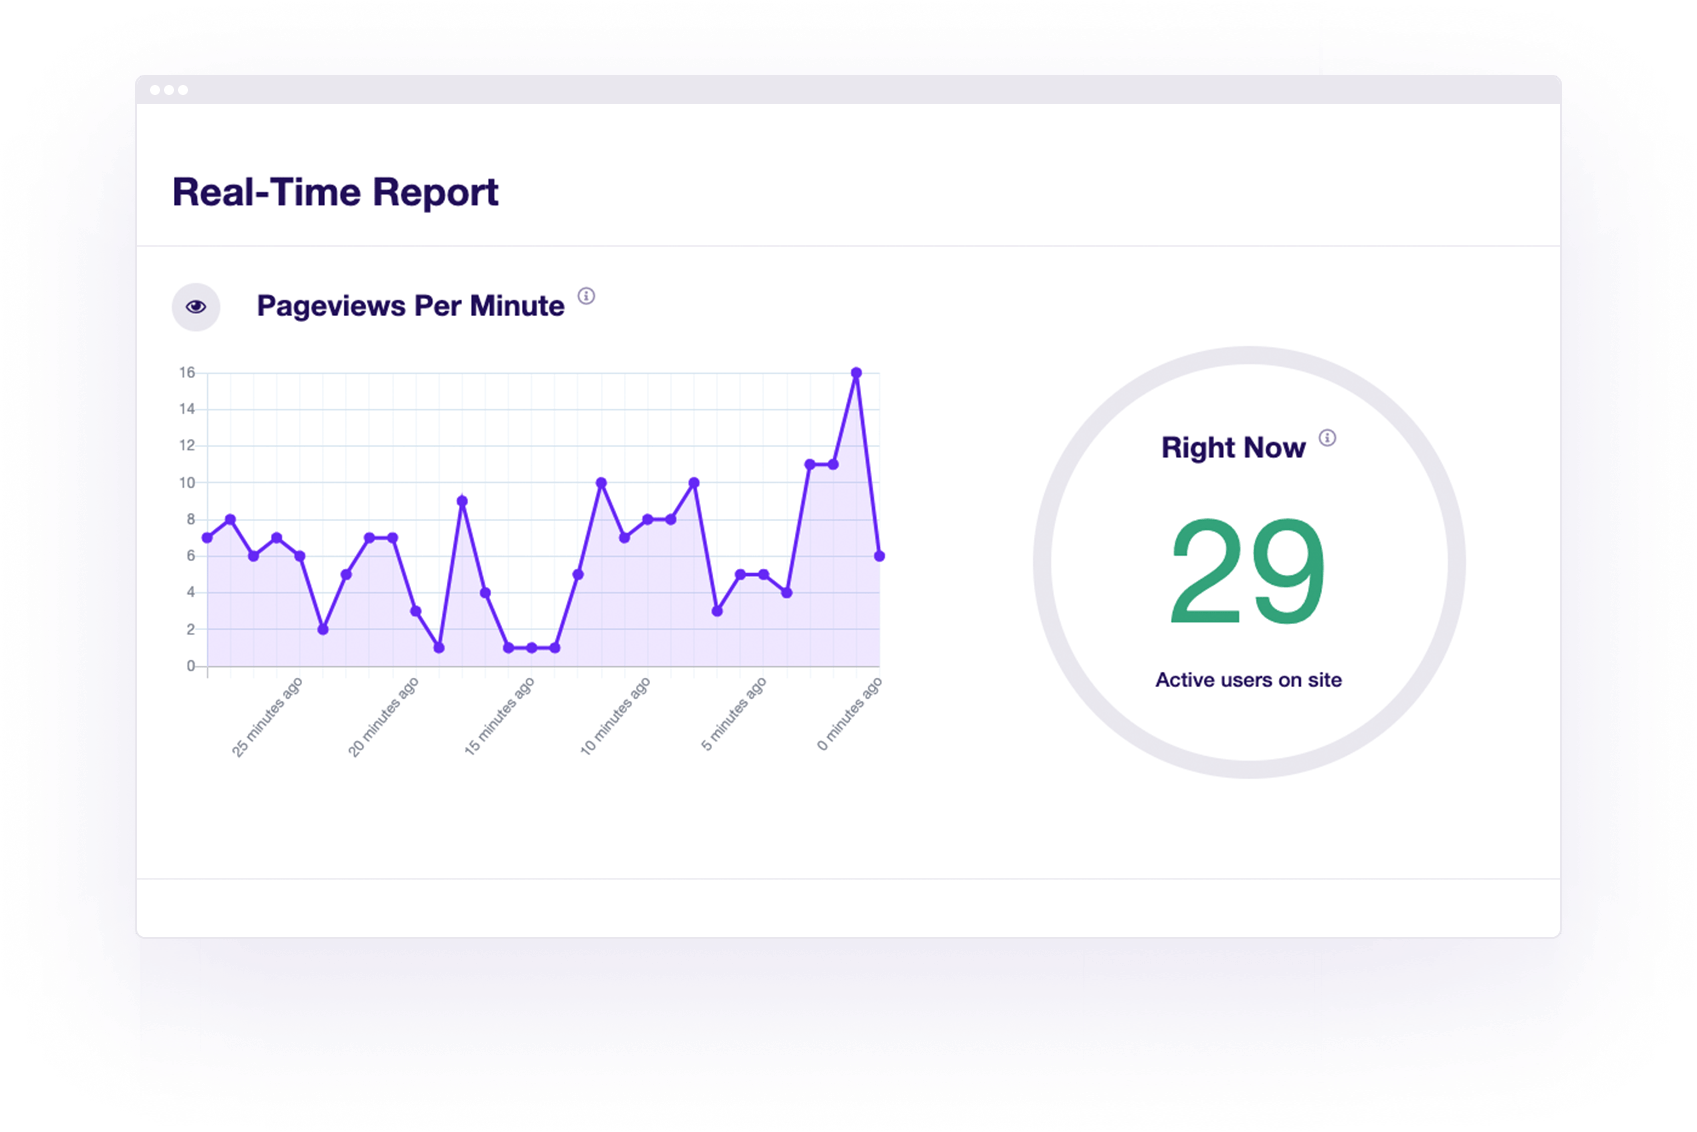 Real-Time Report
Pageviews Per Minute
16
14
12
10
8
6
4
2
0
25 minutes ago
20 minutes ago
15 minutes ago
10 minutes ago
5 minutes ago
0 minutes ago
Right Now
29
Active users on site